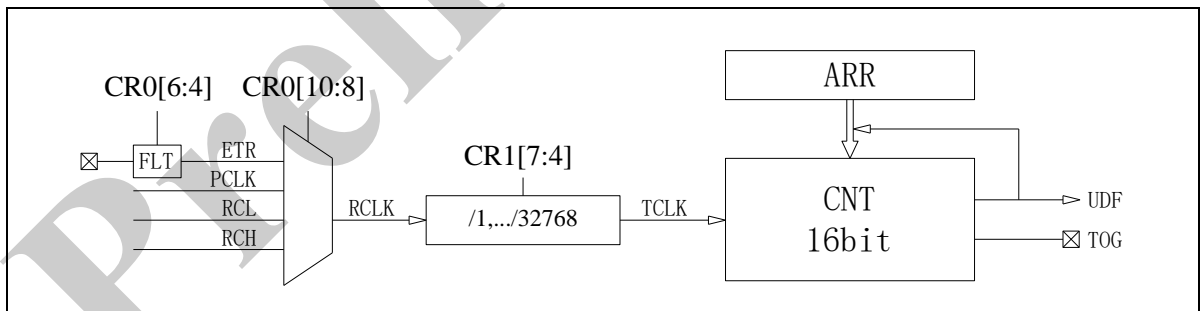 CR0[6:4] CR0[10:8]
ARR
FLT
ETR
PCLK
RCL
RCH
RCLK
CR1[7:4]
/1,.../32768
TCLK
CNT
16bit
UDF
TOG
Prel